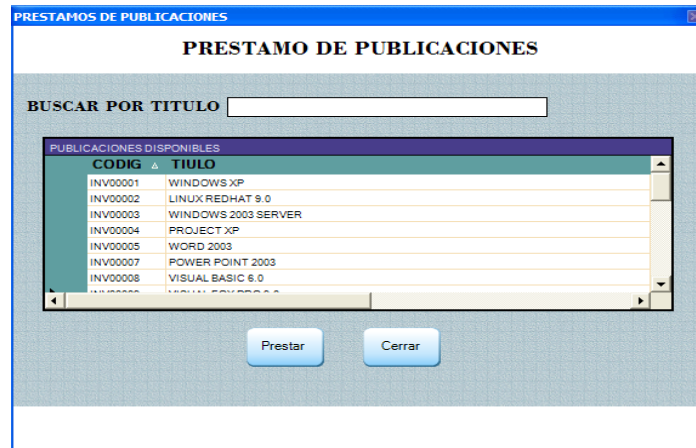 PRESTAMOS DE PUBLICACIONES
PRESTAMO DE PUBLICACIONES
BUSCAR POR TITULO
PUBLICACIONES DISPONIBLES
CODIG TIULO
INV00001 WINDOWS XP
INV00002 LINUX REDHAT 9.0
INV00003 WINDOWS 2003 SERVER
INV00004 PROJECT XP
INV00005 WORD 2003
INV00007 POWER POINT 2003
INV00008 VISUAL BASIC 6.0
Prestar Cerrar